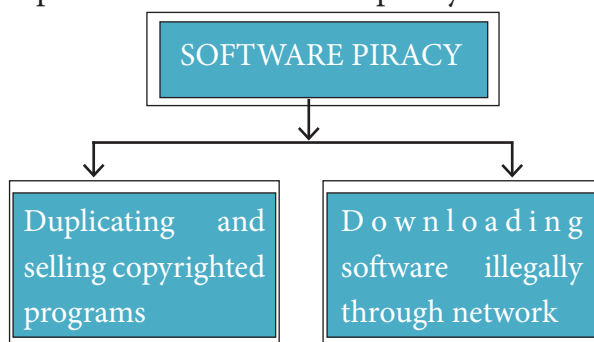 SOFTWARE PIRACY
Duplicating and
selling copyrighted
programs
Downloading
software illegally
through network